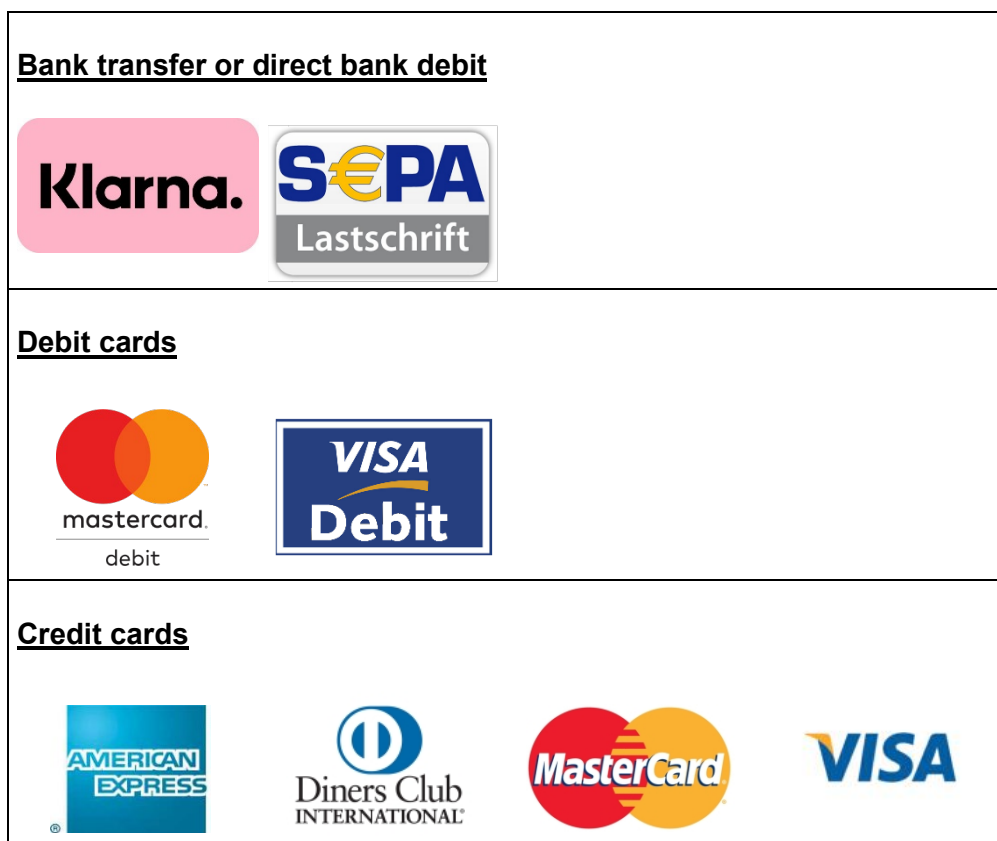 Bank transfer or direct bank debit
Klarna.
S€PA
Lastschrift
Debit cards
mastercard.
debit
VISA
Debit
Credit cards
AMERICAN
EXPRESS
®
Diners Club
INTERNATIONAL®
MasterCard
VISA